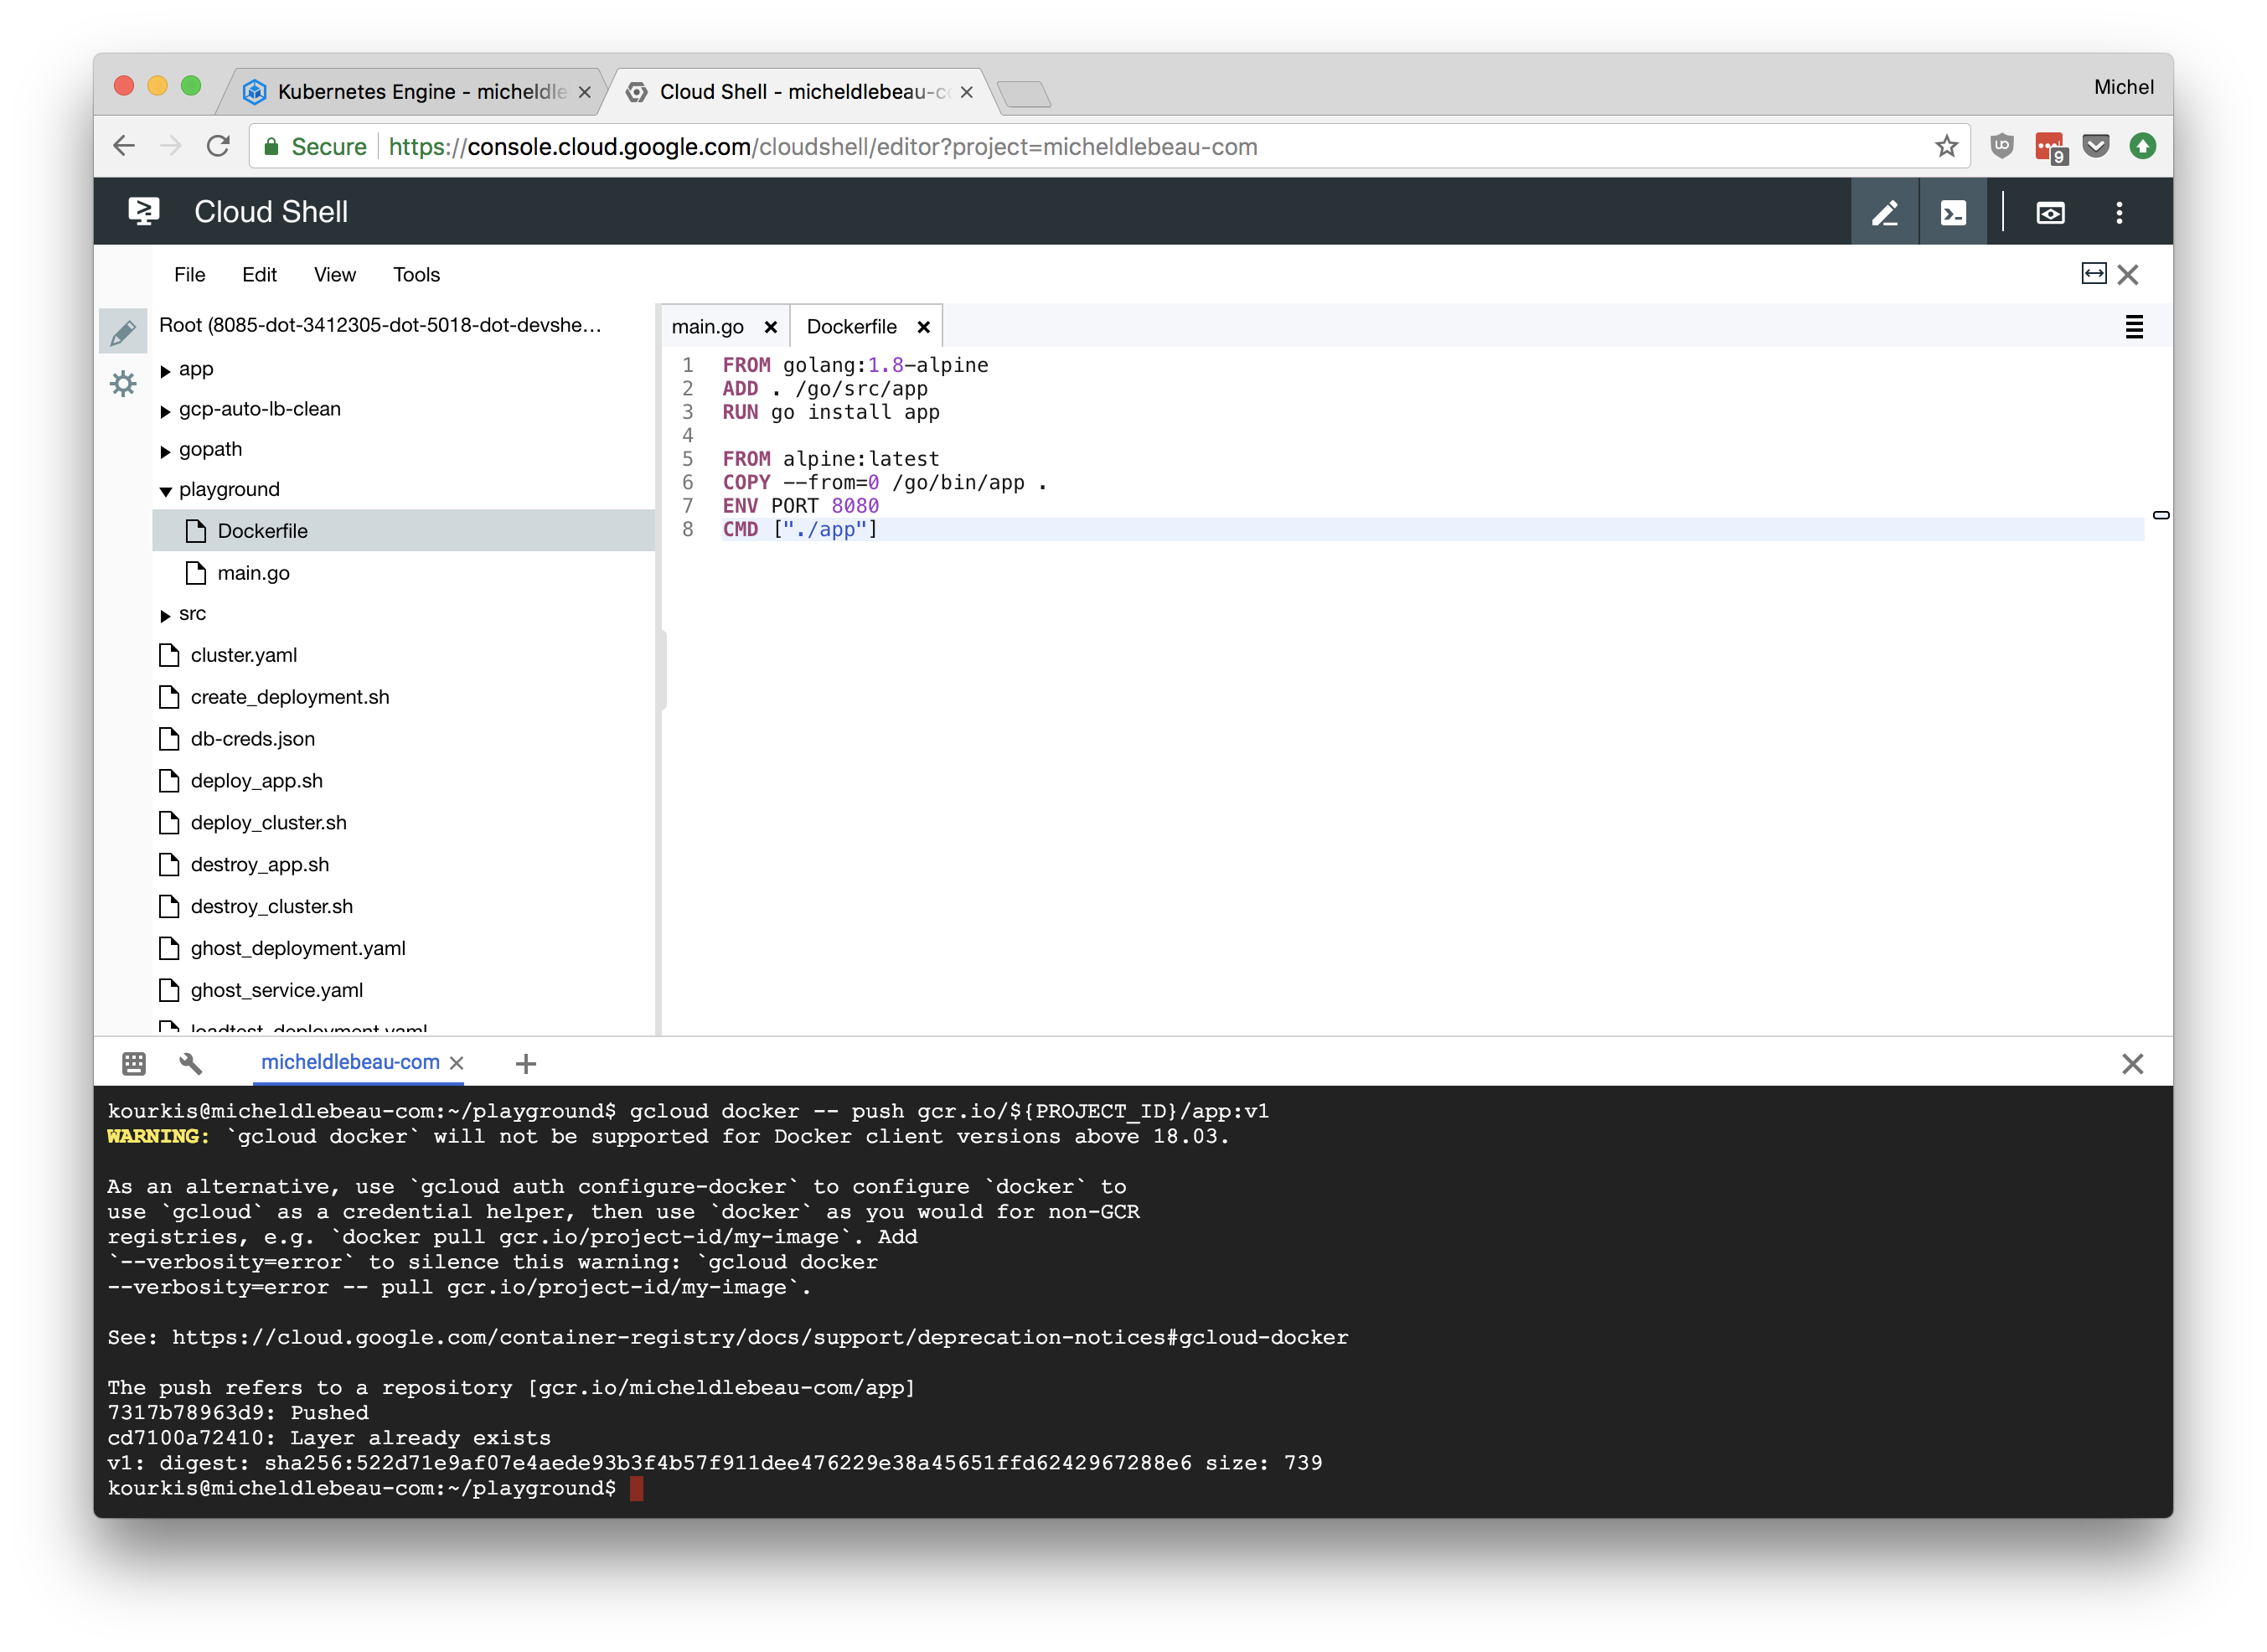 Kubernetes Engine - micheldle
Cloud Shell - micheldlebeau-c
Michel
Secure
https://console.cloud.google.com/cloudshell/editor?project=micheldlebeau-com
9
Cloud Shell
File Edit View Tools
Root (8085-dot-3412305-dot-5018-dot-devshe...
app
gcp-auto-lb-clean
gopath
playground
Dockerfile
main.go
src
cluster.yaml
create_deployment.sh
db-creds.json
deploy_app.sh
deploy_cluster.sh
destroy_app.sh
destroy_cluster.sh
ghost_deployment.yaml
ghost_service.yaml
loadtest_deployment.yaml
main.go Dockerfile
1 FROM golang:1.8-alpine
2 ADD . /go/src/app
3 RUN go install app
4
5 FROM alpine:latest
6 COPY --from=0 /go/bin/app .
7 ENV PORT 8080
8 CMD ["./app"]
micheldlebeau-com
kourkis@micheldlebeau-com:~/playground$ gcloud docker -- push gcr.io/${PROJECT_ID}/app:v1
WARNING: `gcloud docker` will not be supported for Docker client versions above 18.03.
As an alternative, use `gcloud auth configure-docker` to configure `docker` to
use `gcloud` as a credential helper, then use `docker` as you would for non-GCR
registries, e.g. `docker pull gcr.io/project-id/my-image`. Add
`--verbosity=error` to silence this warning: `gcloud docker
--verbosity=error -- pull gcr.io/project-id/my-image`.
See: https://cloud.google.com/container-registry/docs/support/deprecation-notices#gcloud-docker
The push refers to a repository [gcr.io/micheldlebeau-com/app]
7317b78963d9: Pushed
cd7100a72410: Layer already exists
v1: digest: sha256:522d71e9af07e4aede93b3f4b57f911dee476229e38a45651ffd6242967288e6 size: 739
kourkis@micheldlebeau-com:~/playground$